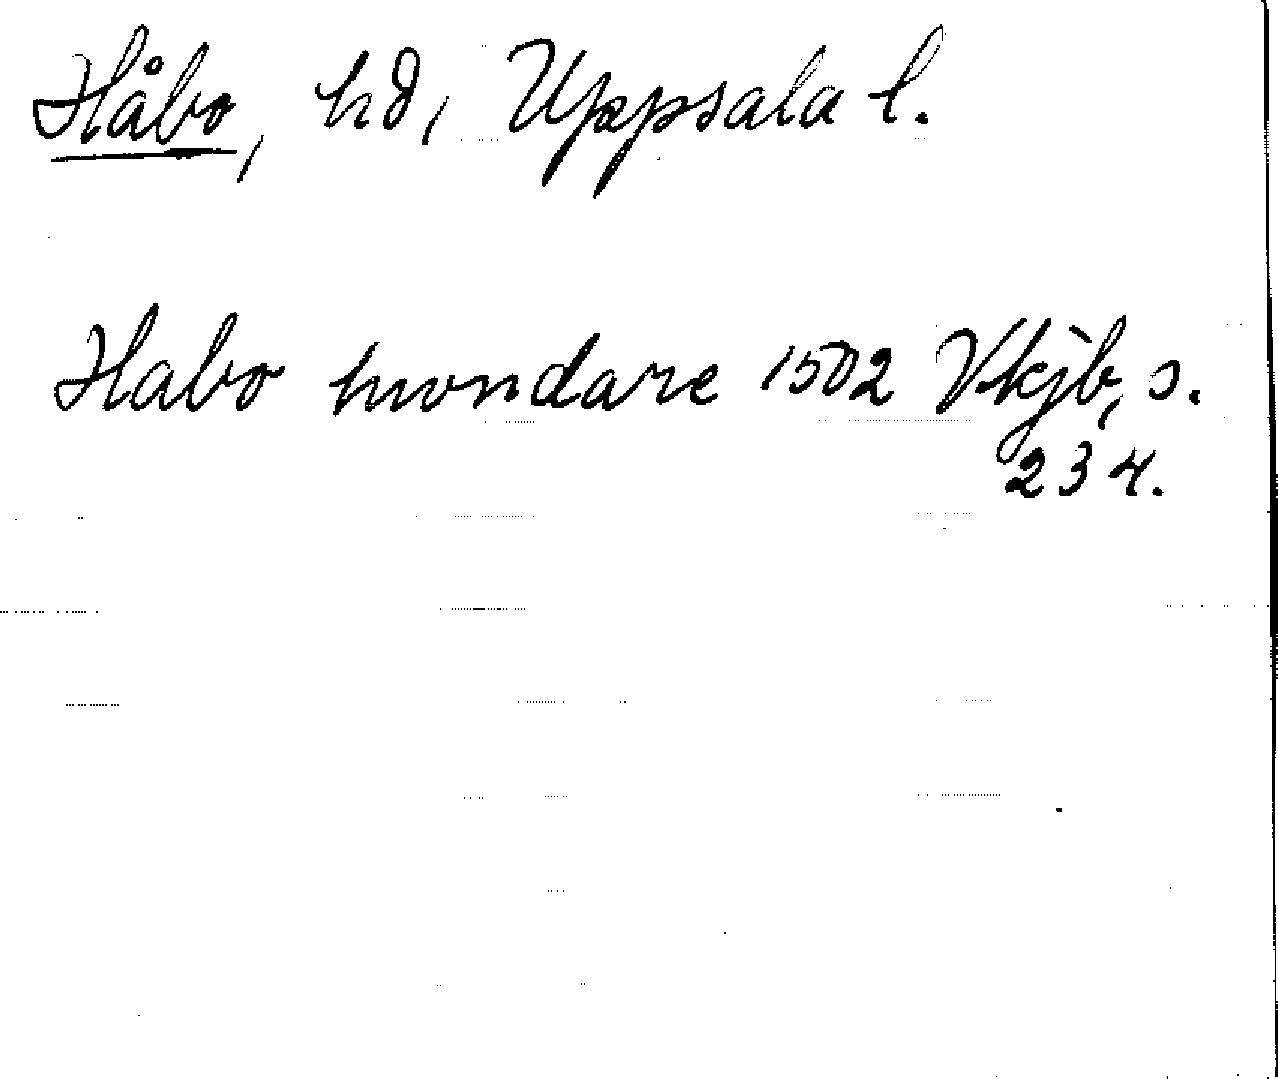 Håbo, hd, Uppsala l.
Habo hwndare 1502 Vkjb, s.
234.